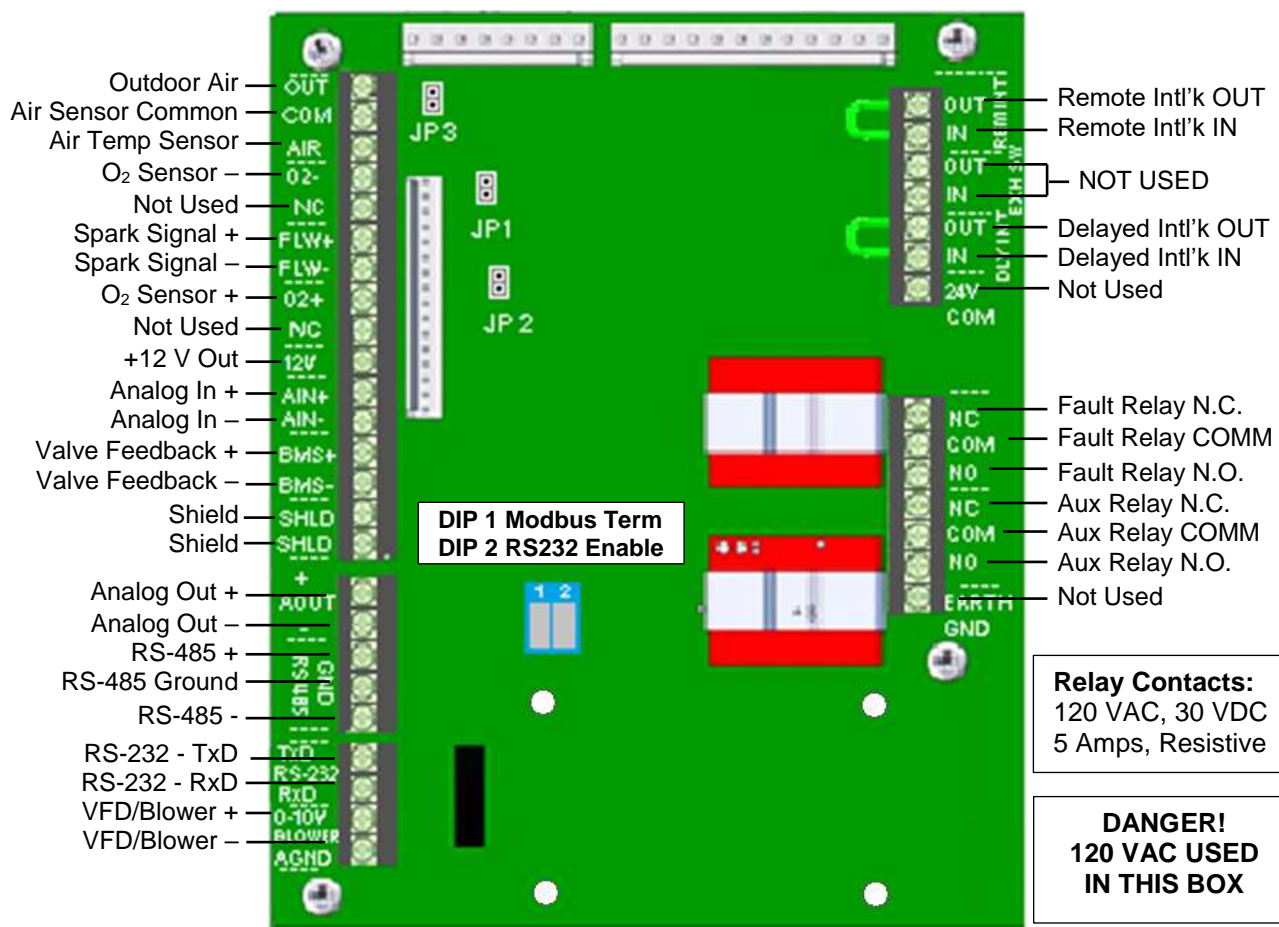 Outdoor Air
Air Sensor Common
Air Temp Sensor
O₂ Sensor –
Not Used
Spark Signal +
Spark Signal –
O₂ Sensor +
Not Used
+12 V Out
Analog In +
Analog In –
Valve Feedback +
Valve Feedback –
Shield
Shield
Analog Out +
Analog Out –
RS-485 +
RS-485 Ground
RS-485 -
RS-232 - TxD
RS-232 - RxD
VFD/Blower +
VFD/Blower –
OUT
COM
AIR
O2-
NC
FLW+
FLW-
O2+
NC
12V
AIN+
AIN-
BMS+
BMS-
SHLD
SHLD
+
AOUT
-
RS485
GND
TxD
RS-232
RxD
0-10V
BLOWER
AGND
JP3
JP1
JP 2
DIP 1 Modbus Term
DIP 2 RS232 Enable
1 2
OUT
IN
OUT
IN
OUT
IN
24V
COM
REMINTL
EXH SW
DLYINT
NC
COM
NO
NC
COM
NO
EARTH
GND
Remote Intl'k OUT
Remote Intl'k IN
NOT USED
Delayed Intl'k OUT
Delayed Intl'k IN
Not Used
Fault Relay N.C.
Fault Relay COMM
Fault Relay N.O.
Aux Relay N.C.
Aux Relay COMM
Aux Relay N.O.
Not Used
Relay Contacts:
120 VAC, 30 VDC
5 Amps, Resistive
DANGER!
120 VAC USED
IN THIS BOX